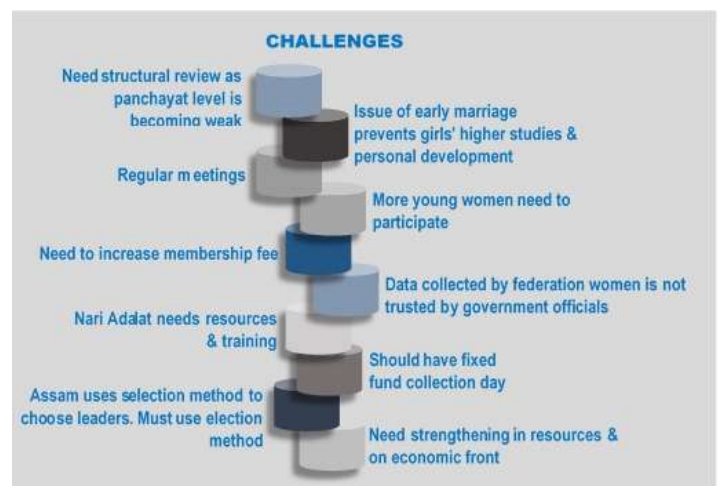 CHALLENGES
Need structural review as
panchayat level is
becoming weak
Issue of early marriage
prevents girls' higher studies &
personal development
Regular meetings
More young women need to
participate
Need to increase membership fee
Data collected by federation women is not
trusted by government officials
Nari Adalat needs resources
& training
Should have fixed
fund collection day
Assam uses selection method to
choose leaders. Must use election
method
Need strengthening in resources &
on economic front